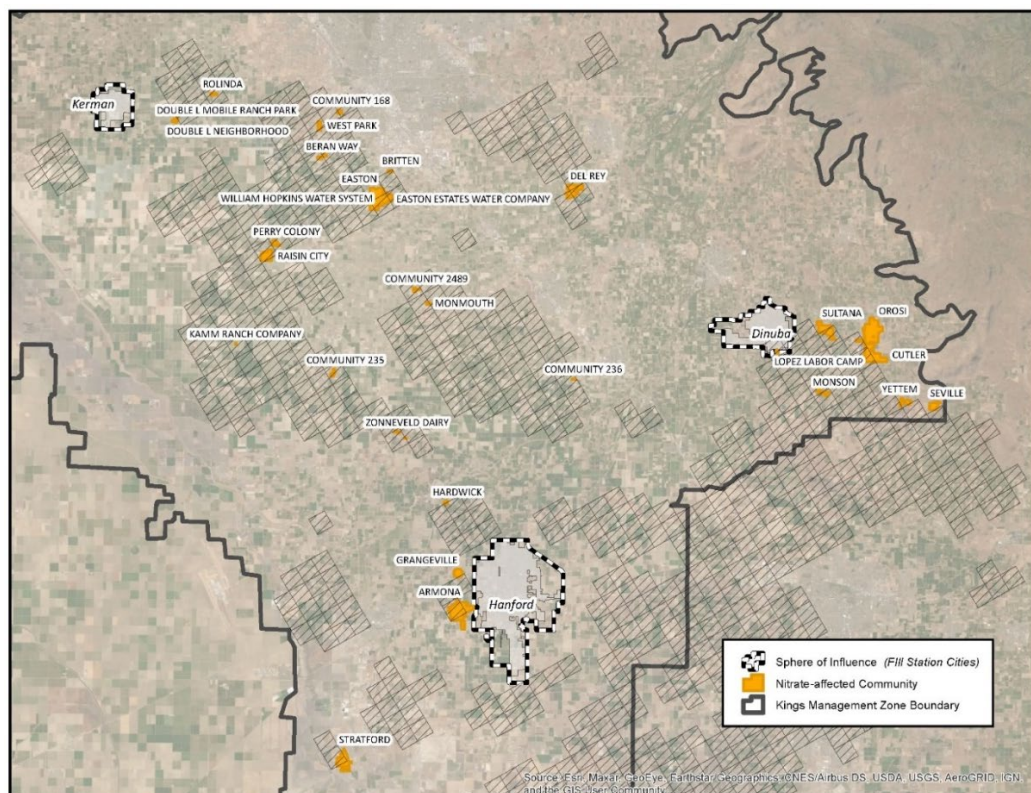 ROLINDA
Kerman
DOUBLE L MOBILE RANCH PARK
COMMUNITY 168
DOUBLE L NEIGHBORHOOD
WEST PARK
BERAN WAY
BRITTEN
EASTON
DEL REY
WILLIAM HOPKINS WATER SYSTEM
EASTON ESTATES WATER COMPANY
PERRY COLONY
RAISIN CITY
COMMUNITY 2489
MONMOUTH
SULTANA
OROSI
KAMM RANCH COMPANY
Dinuba
COMMUNITY 235
LOPEZ LABOR CAMP
CUTLER
COMMUNITY 236
MONSON
YETTEM
SEVILLE
ZONNEVELD DAIRY
HARDWICK
GRANGEVILLE
ARMONA
Hanford
Sphere of Influence (FIll Station Cities)
Nitrate-affected Community
Kings Management Zone Boundary
STRATFORD
Source: Esri, Maxar, GeoEye, Earthstar Geographics, CNES/Airbus DS, USDA, USGS, AeroGRID, IGN,
and the GIS User Community